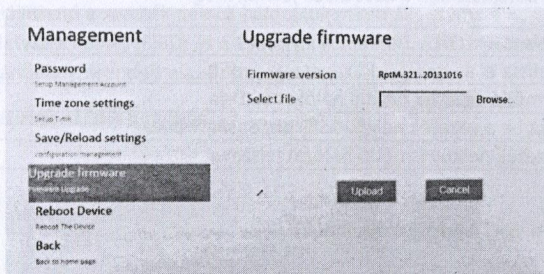 Management
Password
Setup Management Account
Time zone settings
Setup Time
Save/Reload settings
configuration management
Upgrade firmware
Firmware Upgrade
Reboot Device
Reboot The Device
Back
Back to home page
Upgrade firmware
Firmware version RptM.321..20131016
Select file Browse..
Upload Cancel